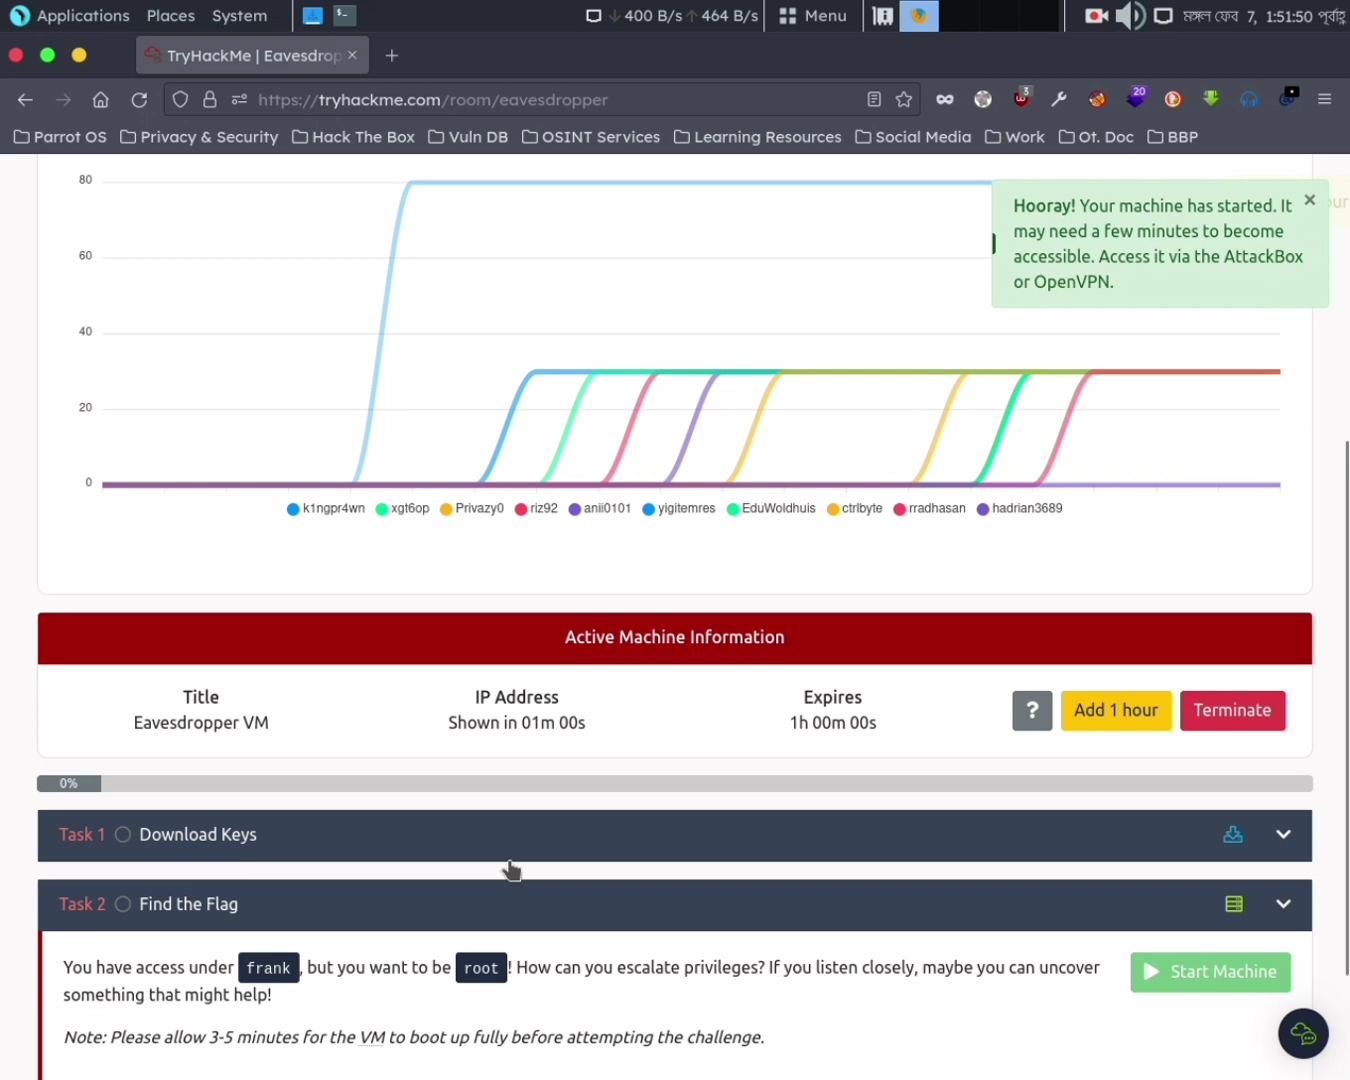 Applications Places System
400 B/s 464 B/s
Menu
মঙ্গল ফেব 7, 1:51:50 পূর্বাহ্ণ
TryHackMe | Eavesdrop
https://tryhackme.com/room/eavesdropper
3
20
Parrot OS Privacy & Security Hack The Box Vuln DB OSINT Services Learning Resources Social Media Work Ot. Doc BBP
80
60
40
20
0
Hooray! Your machine has started. It
may need a few minutes to become
accessible. Access it via the AttackBox
or OpenVPN.
k1ngpr4wn xgt6op Privazy0 riz92 anii0101 yigitemres EduWoldhuis ctrlbyte rradhasan hadrian3689
Active Machine Information
Title IP Address Expires
Eavesdropper VM Shown in 01m 00s 1h 00m 00s
? Add 1 hour Terminate
0%
Task 1 Download Keys
Task 2 Find the Flag
You have access under frank, but you want to be root! How can you escalate privileges? If you listen closely, maybe you can uncover
something that might help!
Start Machine
Note: Please allow 3-5 minutes for the VM to boot up fully before attempting the challenge.